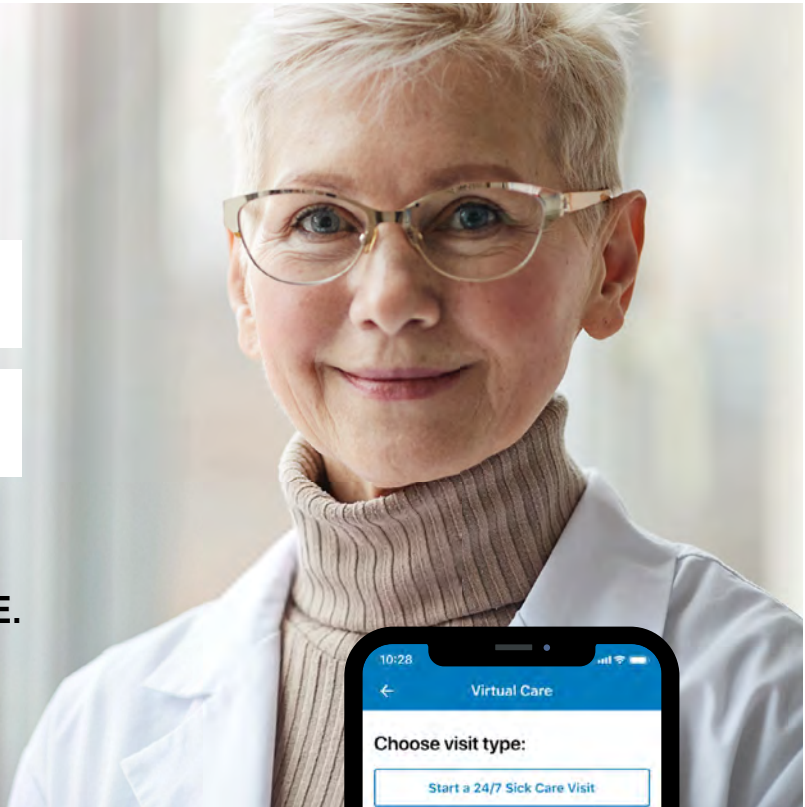 E.
10:28
Virtual Care
Choose visit type:
Start a 24/7 Sick Care Visit